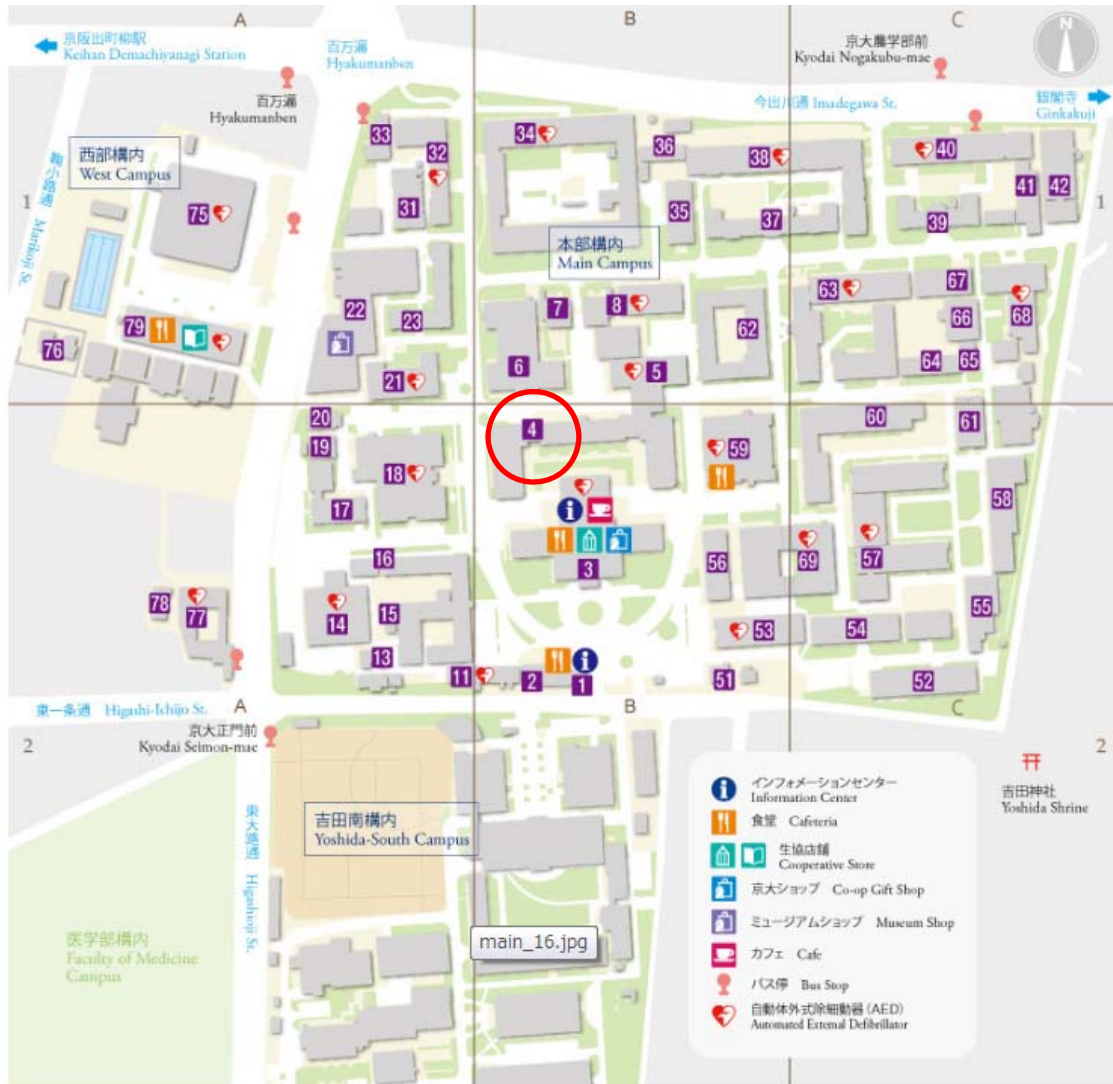 A
B
C
N
京阪出町柳駅
Keihan Demachiyanagi Station
百万遍
Hyakumanben
京大農学部前
Kyodai Nogakubu-mae
百万遍
Hyakumanben
今出川通 Imadegawa St.
銀閣寺
Ginkakuji
西部構内
West Campus
鞠小路通 Marikoji St.
本部構内
Main Campus
1
1
33
32
34
36
38
40
31
35
37
39
41
42
75
22
23
7
8
62
63
67
66
68
79
76
21
6
5
64
65
20
19
18
17
4
59
60
61
58
16
3
56
69
57
78
77
14
15
13
53
54
55
11
2
1
51
52
東一条通 Higashi-Ichijo St.
A
B
C
2
2
京大正門前
Kyodai Seimon-mae
吉田南構内
Yoshida-South Campus
東大路通 Higashioji St.
医学部構内
Faculty of Medicine
Campus
main_16.jpg
吉田神社
Yoshida Shrine
インフォメーションセンター
Information Center
食堂 Cafeteria
生協店舗
Cooperative Store
京大ショップ Co-op Gift Shop
ミュージアムショップ Museum Shop
カフェ Cafe
バス停 Bus Stop
自動体外式除細動器(AED)
Automated External Defibrillator